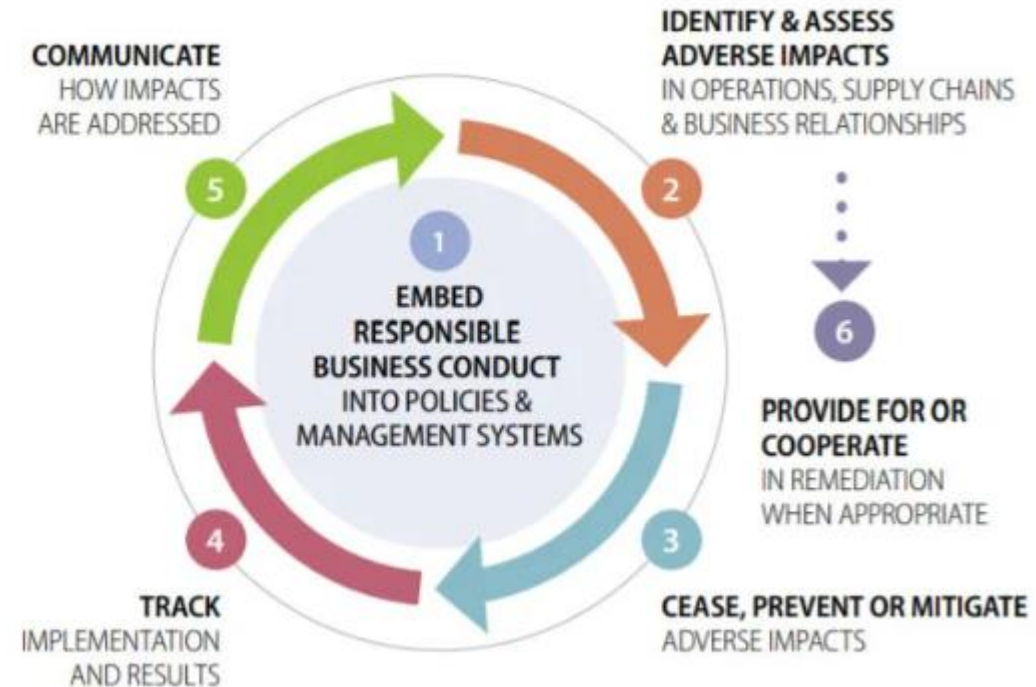 1
EMBED
RESPONSIBLE
BUSINESS CONDUCT
INTO POLICIES &
MANAGEMENT SYSTEMS
2
IDENTIFY & ASSESS
ADVERSE IMPACTS
IN OPERATIONS, SUPPLY CHAINS
& BUSINESS RELATIONSHIPS
3
CEASE, PREVENT OR MITIGATE
ADVERSE IMPACTS
4
TRACK
IMPLEMENTATION
AND RESULTS
5
COMMUNICATE
HOW IMPACTS
ARE ADDRESSED
6
PROVIDE FOR OR
COOPERATE
IN REMEDIATION
WHEN APPROPRIATE